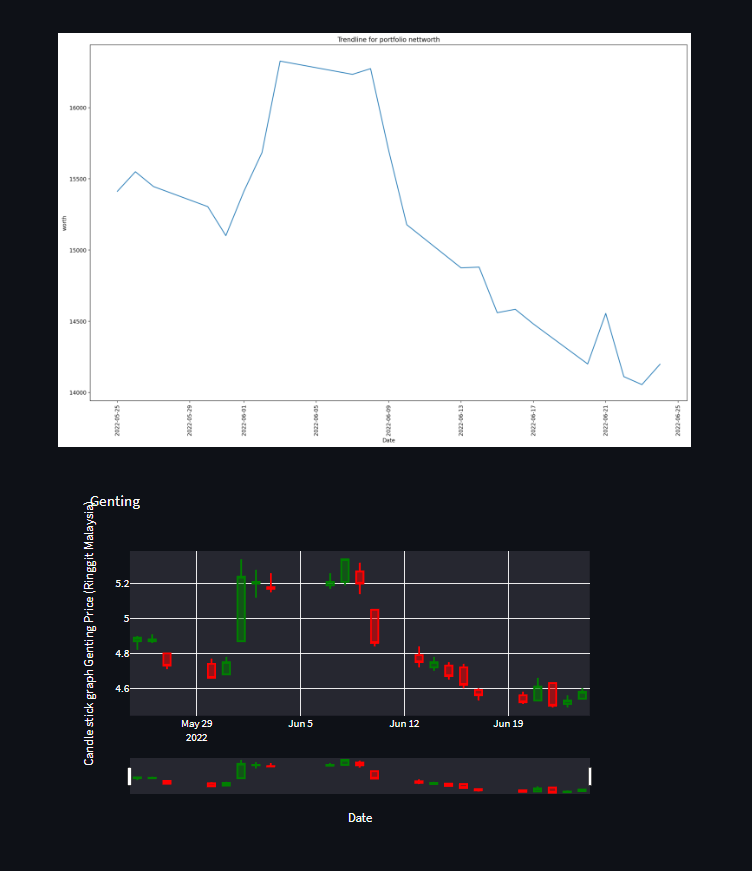 Trendline for portfolio nettworth
16000
15500
15000
14500
14000
worth
2022-05-25
2022-05-29
2022-06-01
2022-06-05
2022-06-09
2022-06-13
2022-06-17
2022-06-21
2022-06-25
Date
Genting
Candle stick graph Genting Price (Ringgit Malaysia)
5.2
5
4.8
4.6
May 29
2022
Jun 5
Jun 12
Jun 19
Date